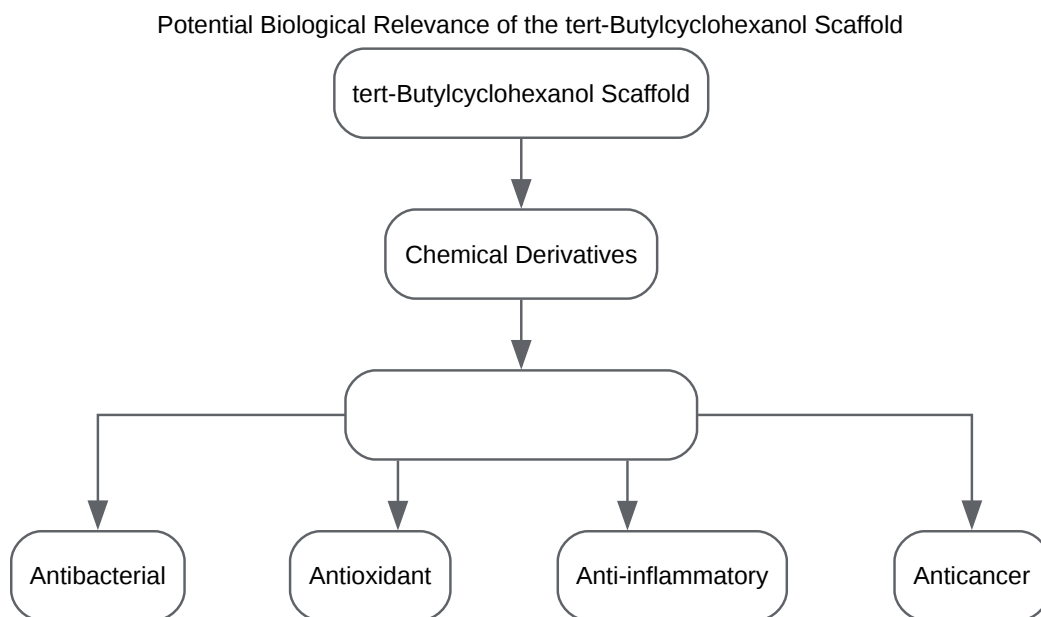 Potential Biological Relevance of the tert-Butylcyclohexanol Scaffold
tert-Butylcyclohexanol Scaffold
Chemical Derivatives
Antibacterial
Antioxidant
Anti-inflammatory
Anticancer